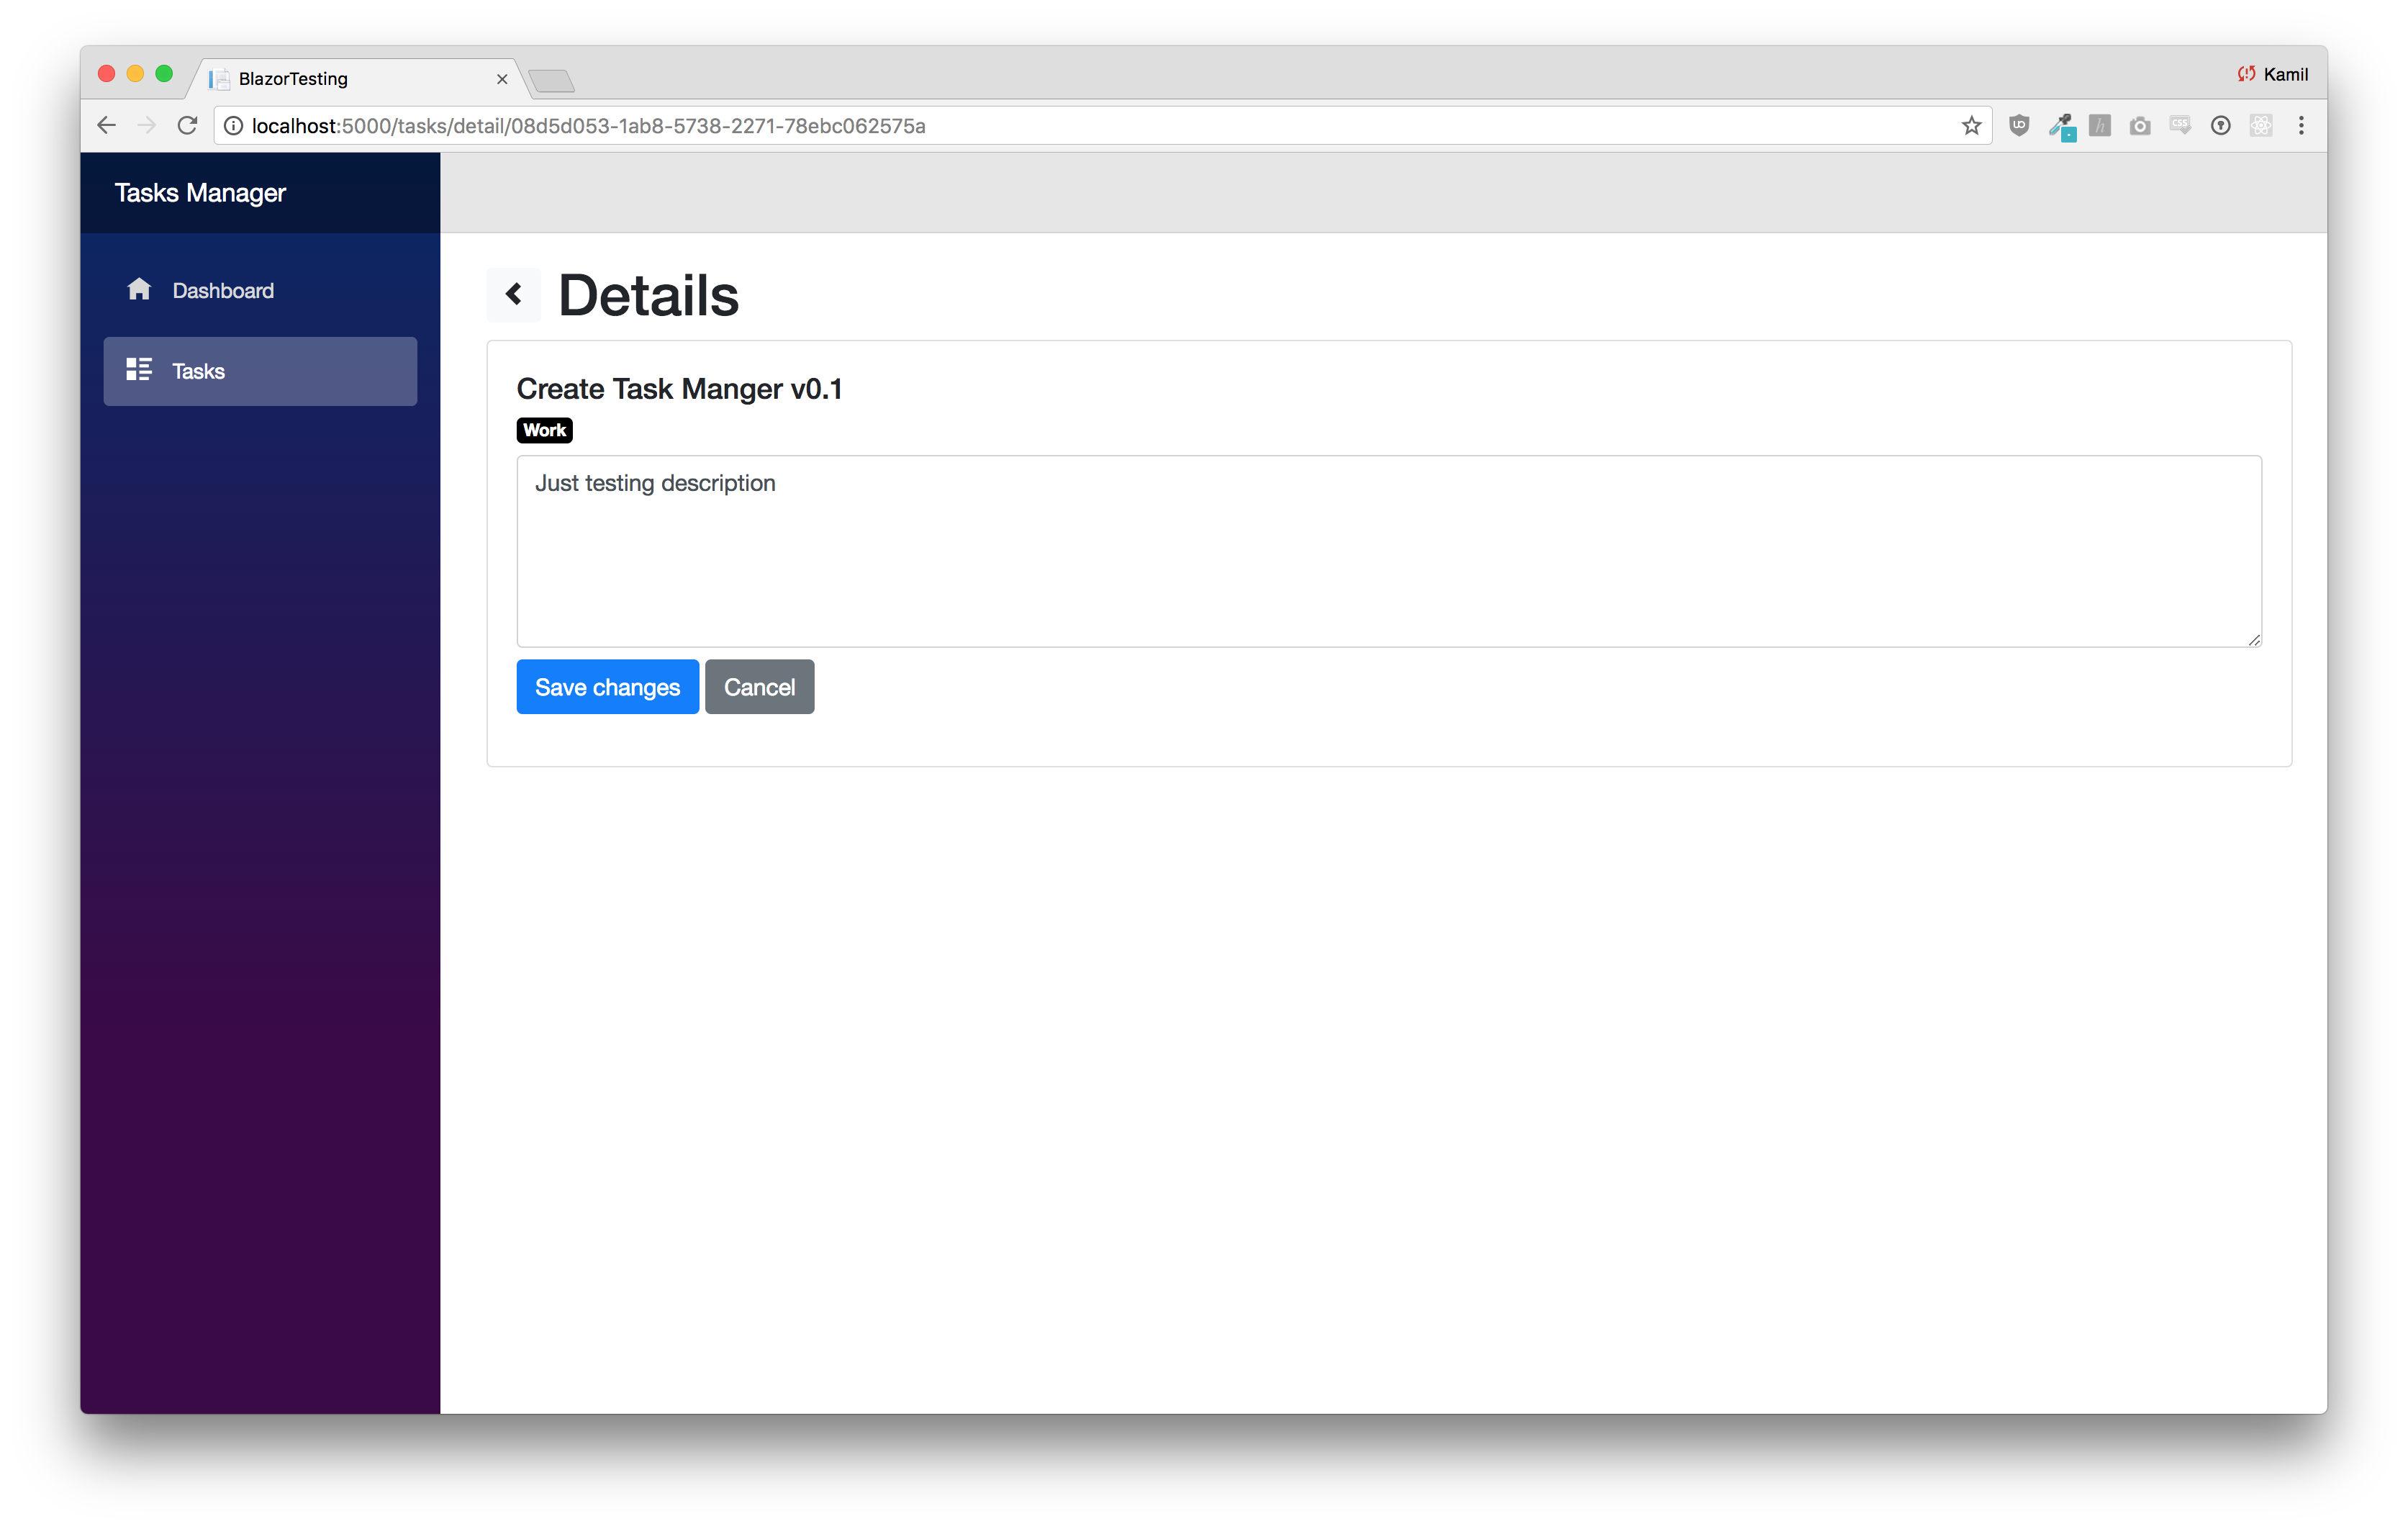 BlazorTesting
Kamil
localhost:5000/tasks/detail/08d5d053-1ab8-5738-2271-78ebc062575a
Tasks Manager
Dashboard
Tasks
Details
Create Task Manger v0.1
Work
Just testing description
Save changes
Cancel